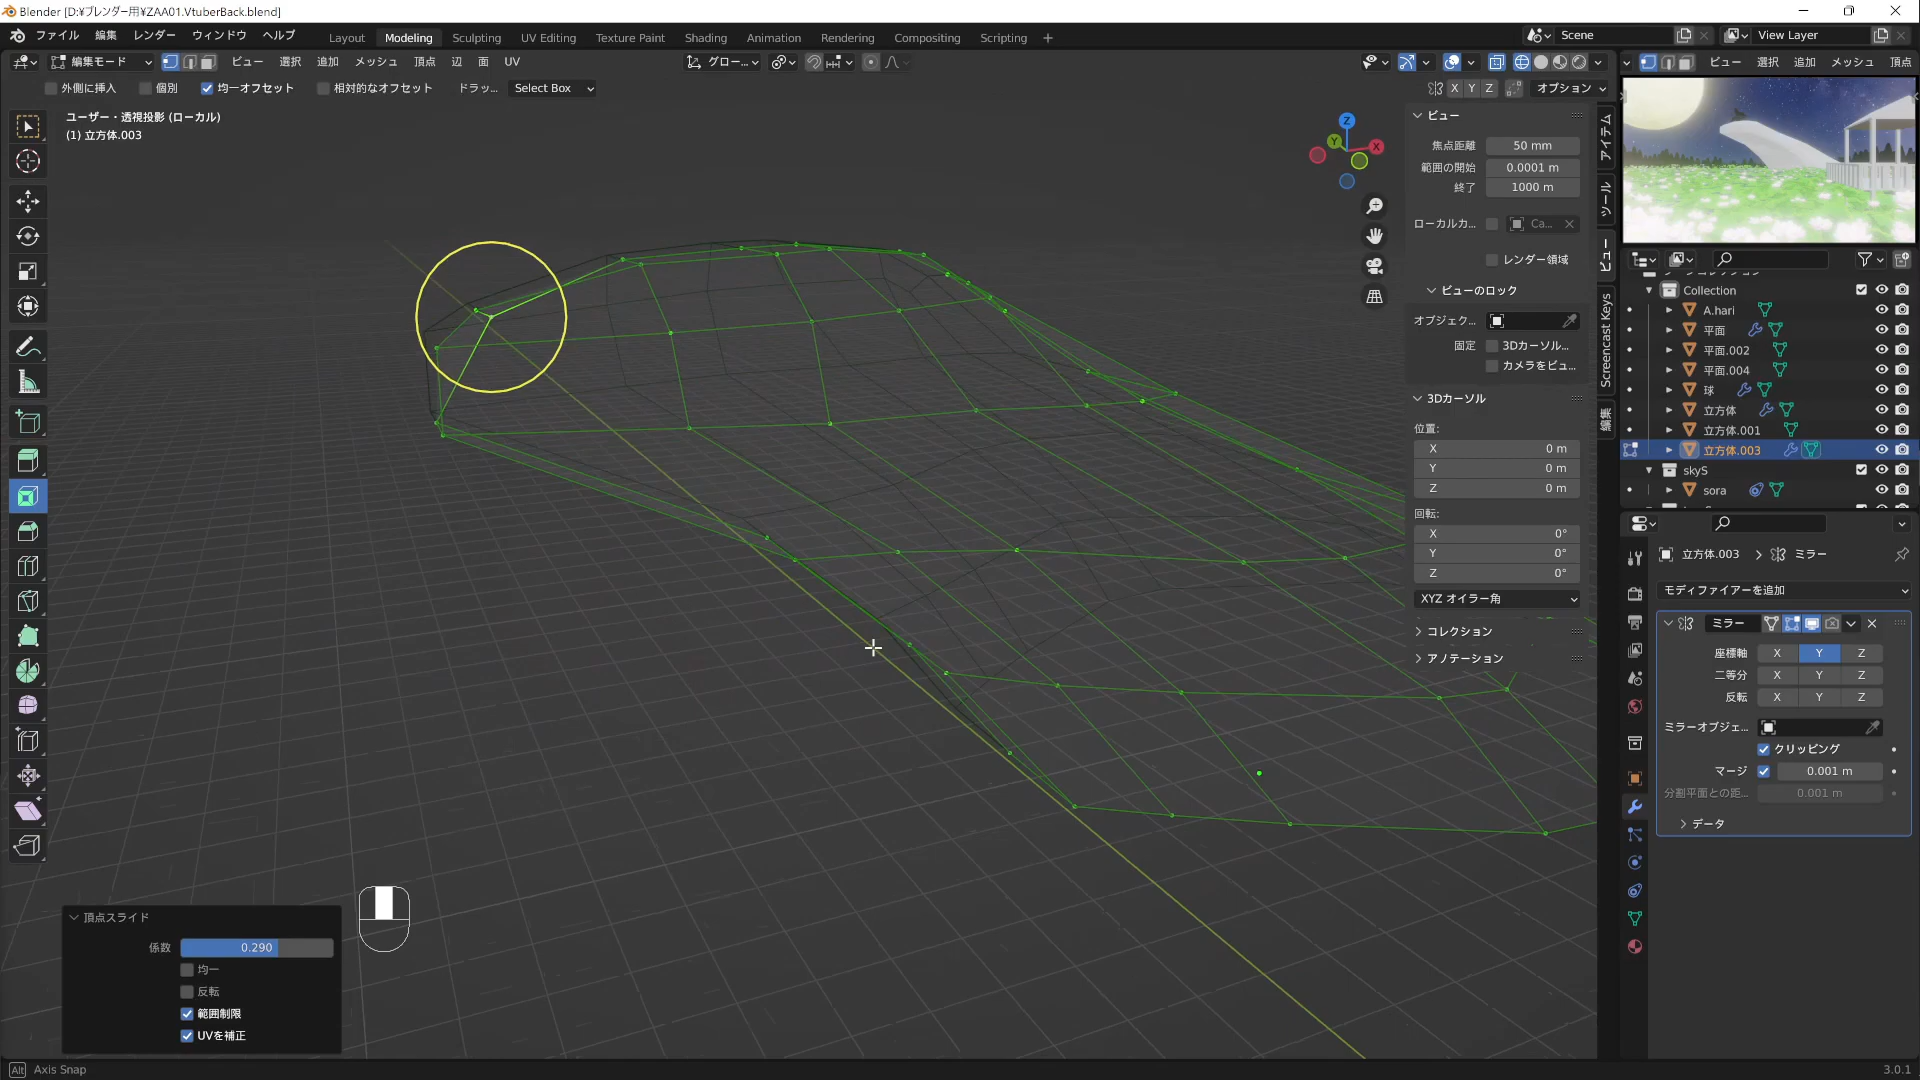 Blender [D:¥ブレンダー用¥ZAA01.VtuberBack.blend]
ファイル 編集 レンダー ウィンドウ ヘルプ Layout Modeling Sculpting UV Editing Texture Paint Shading Animation Rendering Compositing Scripting + Scene View Layer
編集モード ビュー 選択 追加 メッシュ 頂点 辺 面 UV グロー... ビュー 選択 追加 メッシュ 頂点
外側に挿入 個別 均一オフセット 相対的なオフセット ドラッ... Select Box X Y Z オプション
ユーザー・透視投影 (ローカル)
(1) 立方体.003
Z
Y
X
ビュー
焦点距離 50 mm
範囲の開始 0.0001 m
終了 1000 m
ローカルカ... Ca...
レンダー領域
ビューのロック
オブジェク...
固定 3Dカーソル...
カメラをビュ...
3Dカーソル
位置:
X 0 m
Y 0 m
Z 0 m
回転:
X 0°
Y 0°
Z 0°
XYZ オイラー角
コレクション
アノテーション
アイテム
ツール
ビュー
Screencast Keys
編集
Collection
A.hari
平面
平面.002
平面.004
球
立方体
立方体.001
立方体.003
skyS
sora
立方体.003 > ミラー
モディファイアーを追加
ミラー
座標軸 X Y Z
二等分 X Y Z
反転 X Y Z
ミラーオブジェ...
クリッピング
マージ 0.001 m
分割平面との距... 0.001 m
データ
頂点スライド
係数 0.290
均一
反転
範囲制限
UVを補正
Alt Axis Snap
3.0.1